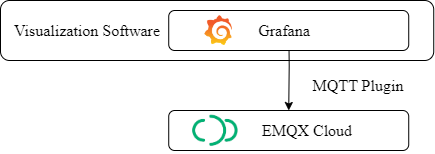 Visualization Software
Grafana
MQTT Plugin
EMQX Cloud